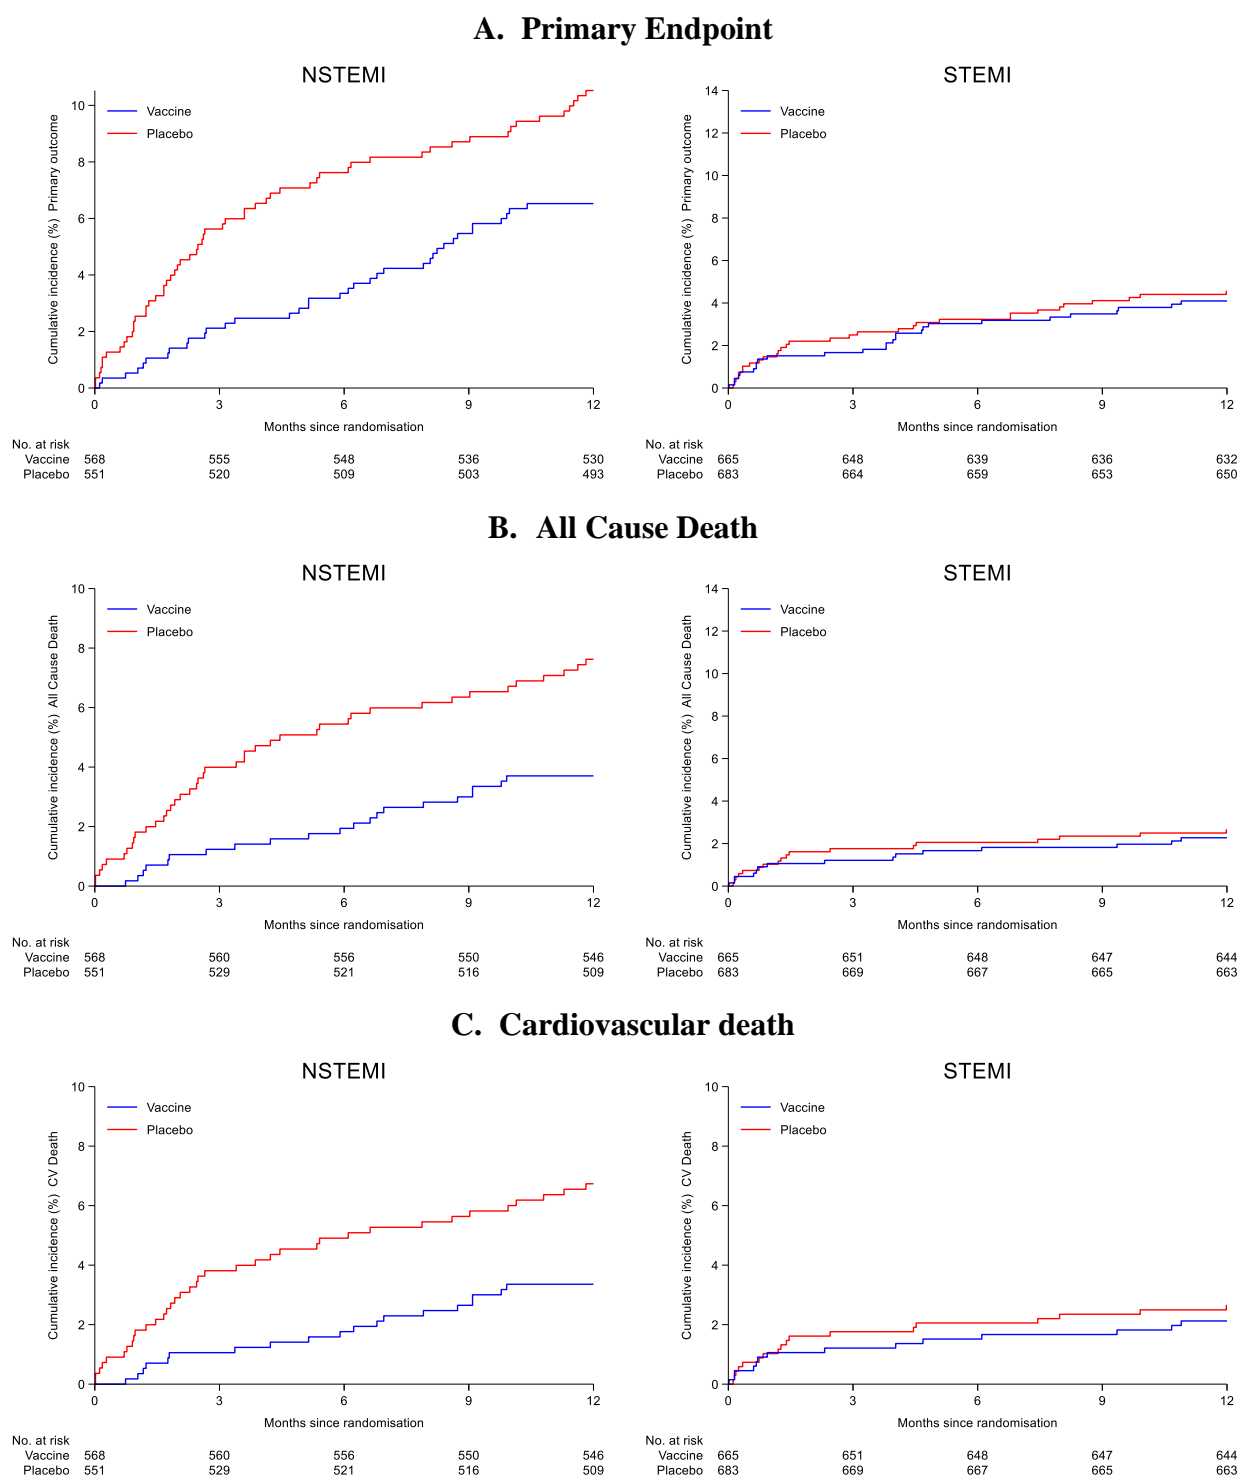 A. Primary Endpoint
NSTEMI
Cumulative incidence (%) Primary outcome
Vaccine
Placebo
10
8
6
4
2
0
0 3 6 9 12
Months since randomisation
No. at risk
Vaccine 568 555 548 536 530
Placebo 551 520 509 503 493
STEMI
Cumulative incidence (%) Primary outcome
Vaccine
Placebo
14
12
10
8
6
4
2
0
0 3 6 9 12
Months since randomisation
No. at risk
Vaccine 665 648 639 636 632
Placebo 683 664 659 653 650
B. All Cause Death
NSTEMI
Cumulative incidence (%) All Cause Death
Vaccine
Placebo
10
8
6
4
2
0
0 3 6 9 12
Months since randomisation
No. at risk
Vaccine 568 560 556 550 546
Placebo 551 529 521 516 509
STEMI
Cumulative incidence (%) All Cause Death
Vaccine
Placebo
14
12
10
8
6
4
2
0
0 3 6 9 12
Months since randomisation
No. at risk
Vaccine 665 651 648 647 644
Placebo 683 669 667 665 663
C. Cardiovascular death
NSTEMI
Cumulative incidence (%) CV Death
Vaccine
Placebo
10
8
6
4
2
0
0 3 6 9 12
Months since randomisation
No. at risk
Vaccine 568 560 556 550 546
Placebo 551 529 521 516 509
STEMI
Cumulative incidence (%) CV Death
Vaccine
Placebo
10
8
6
4
2
0
0 3 6 9 12
Months since randomisation
No. at risk
Vaccine 665 651 648 647 644
Placebo 683 669 667 665 663